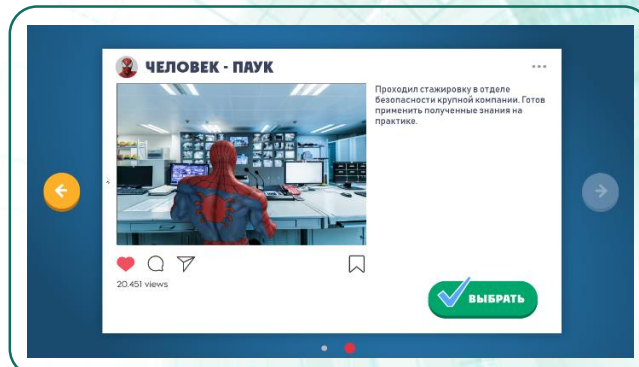 ЧЕЛОВЕК - ПАУК
Проходил стажировку в отделе
безопасности крупной компании. Готов
применить полученные знания на
практике.
20.451 views
ВЫБРАТЬ